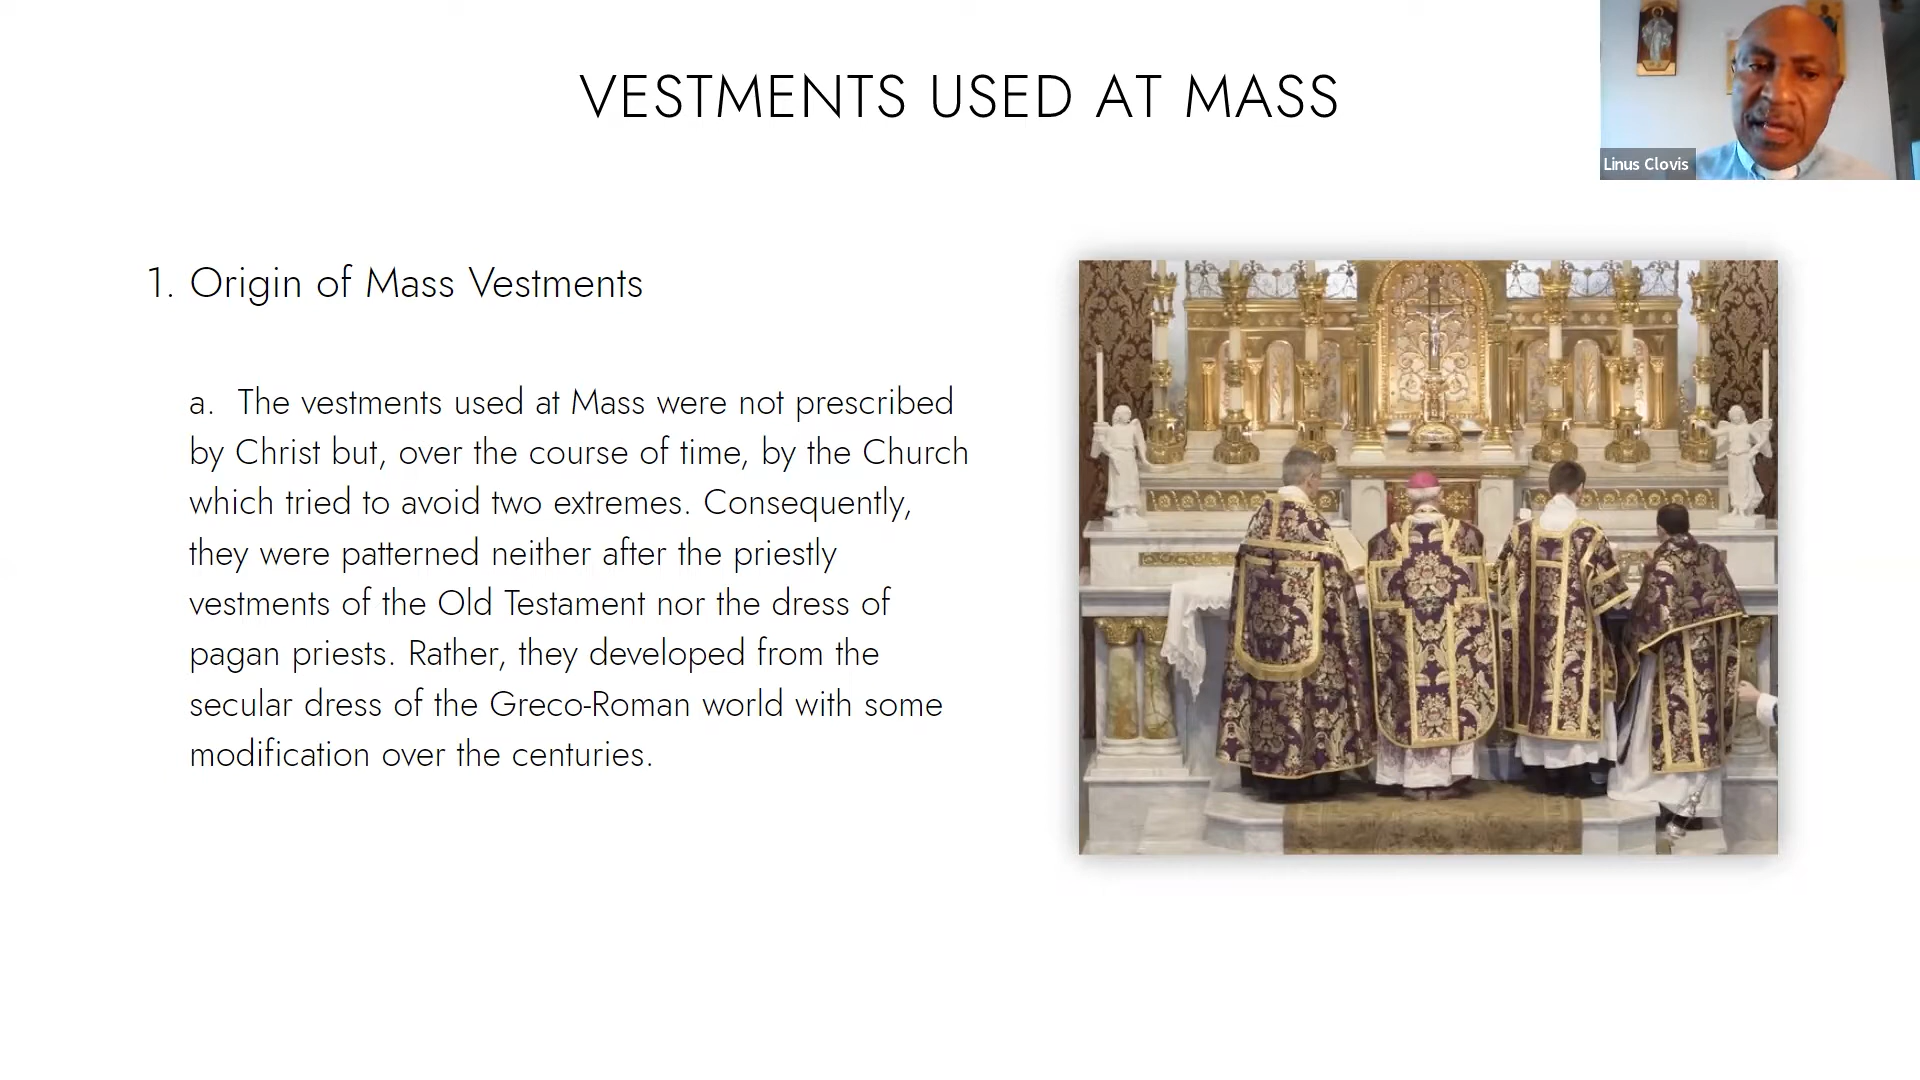 VESTMENTS USED AT MASS
Linus Clovis
1. Origin of Mass Vestments
a. The vestments used at Mass were not prescribed
by Christ but, over the course of time, by the Church
which tried to avoid two extremes. Consequently,
they were patterned neither after the priestly
vestments of the Old Testament nor the dress of
pagan priests. Rather, they developed from the
secular dress of the Greco-Roman world with some
modification over the centuries.